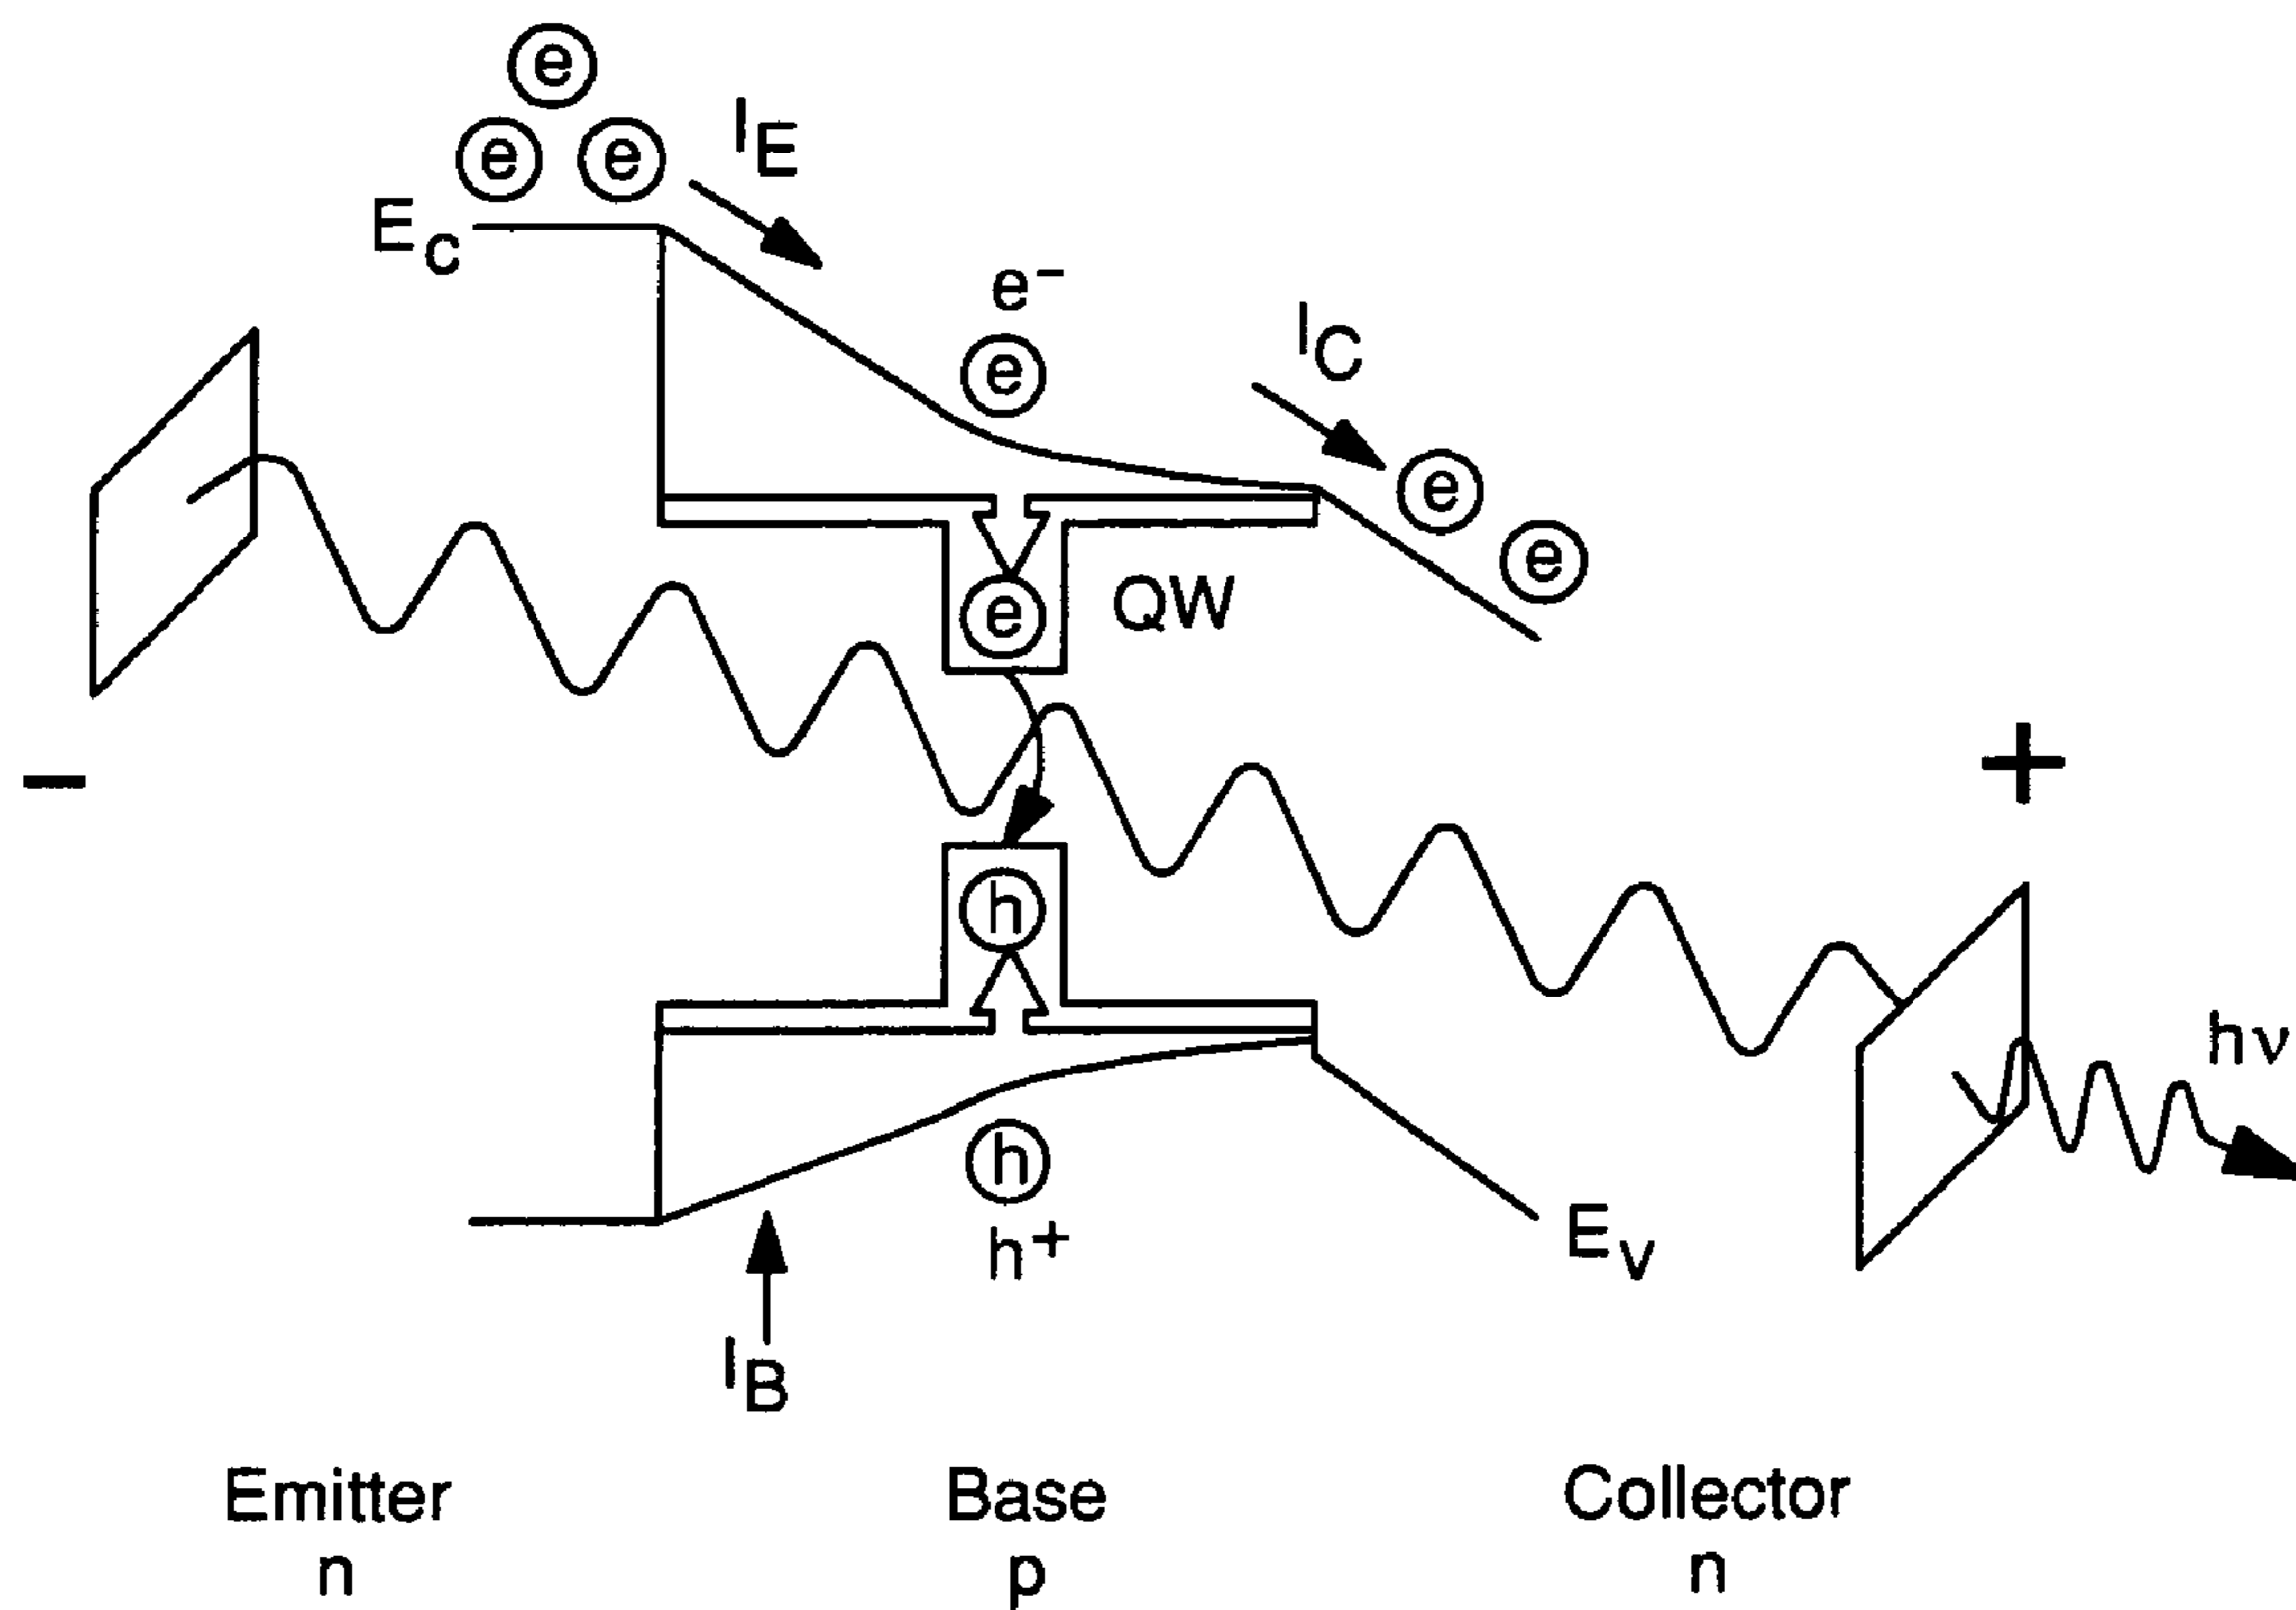 e
e e
I_E
E_C
e⁻
e
I_C
e
e
e
QW
−
+
h
hν
h
h⁺
E_V
I_B
Emitter
n
Base
p
Collector
n